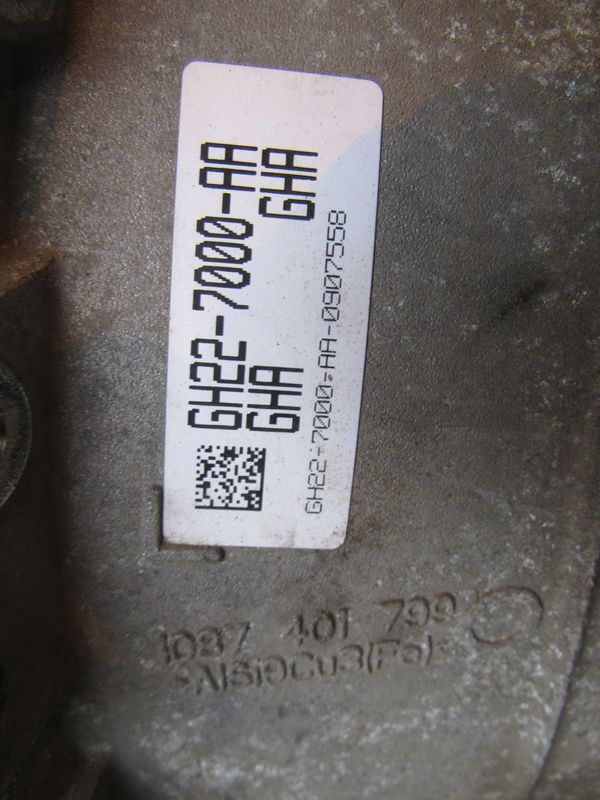 GH22-7000-AA
GHA GHA
GH22-7000-AA-0907558
1087 401 799
>AlSi9Cu3(Fe)<